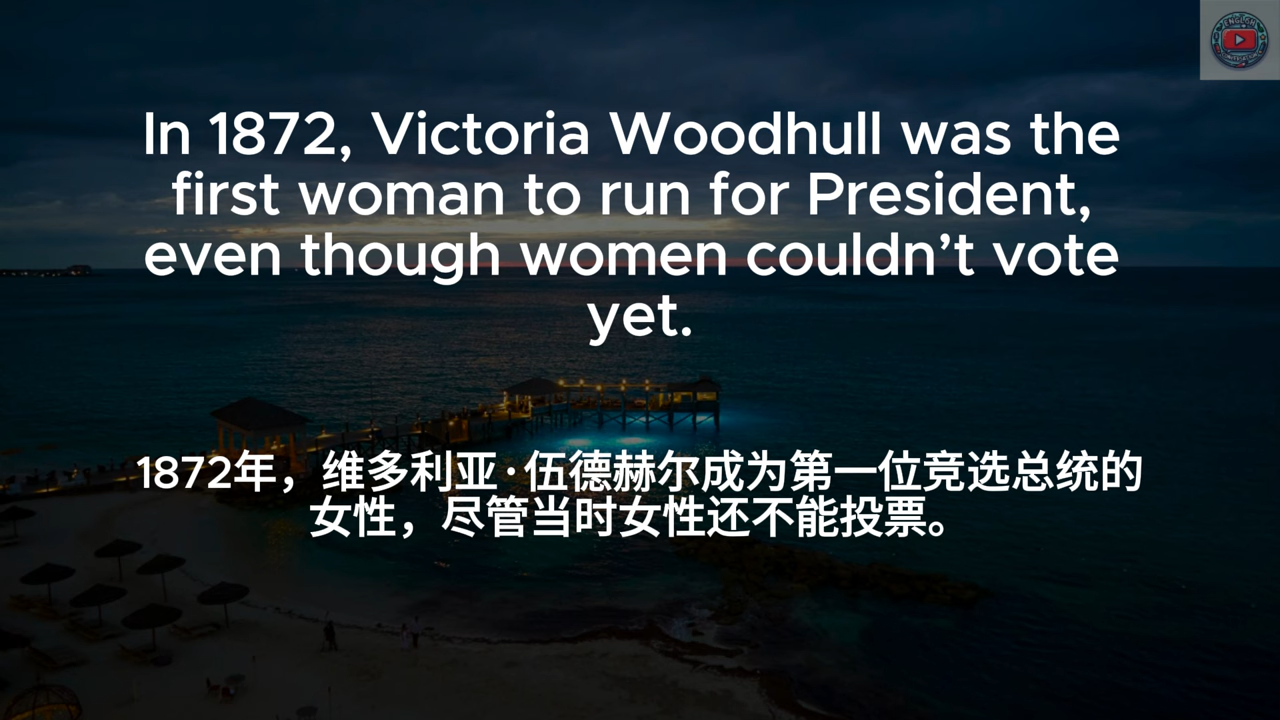 In 1872, Victoria Woodhull was the
first woman to run for President,
even though women couldn’t vote
yet.
1872年，维多利亚·伍德赫尔成为第一位竞选总统的
女性，尽管当时女性还不能投票。